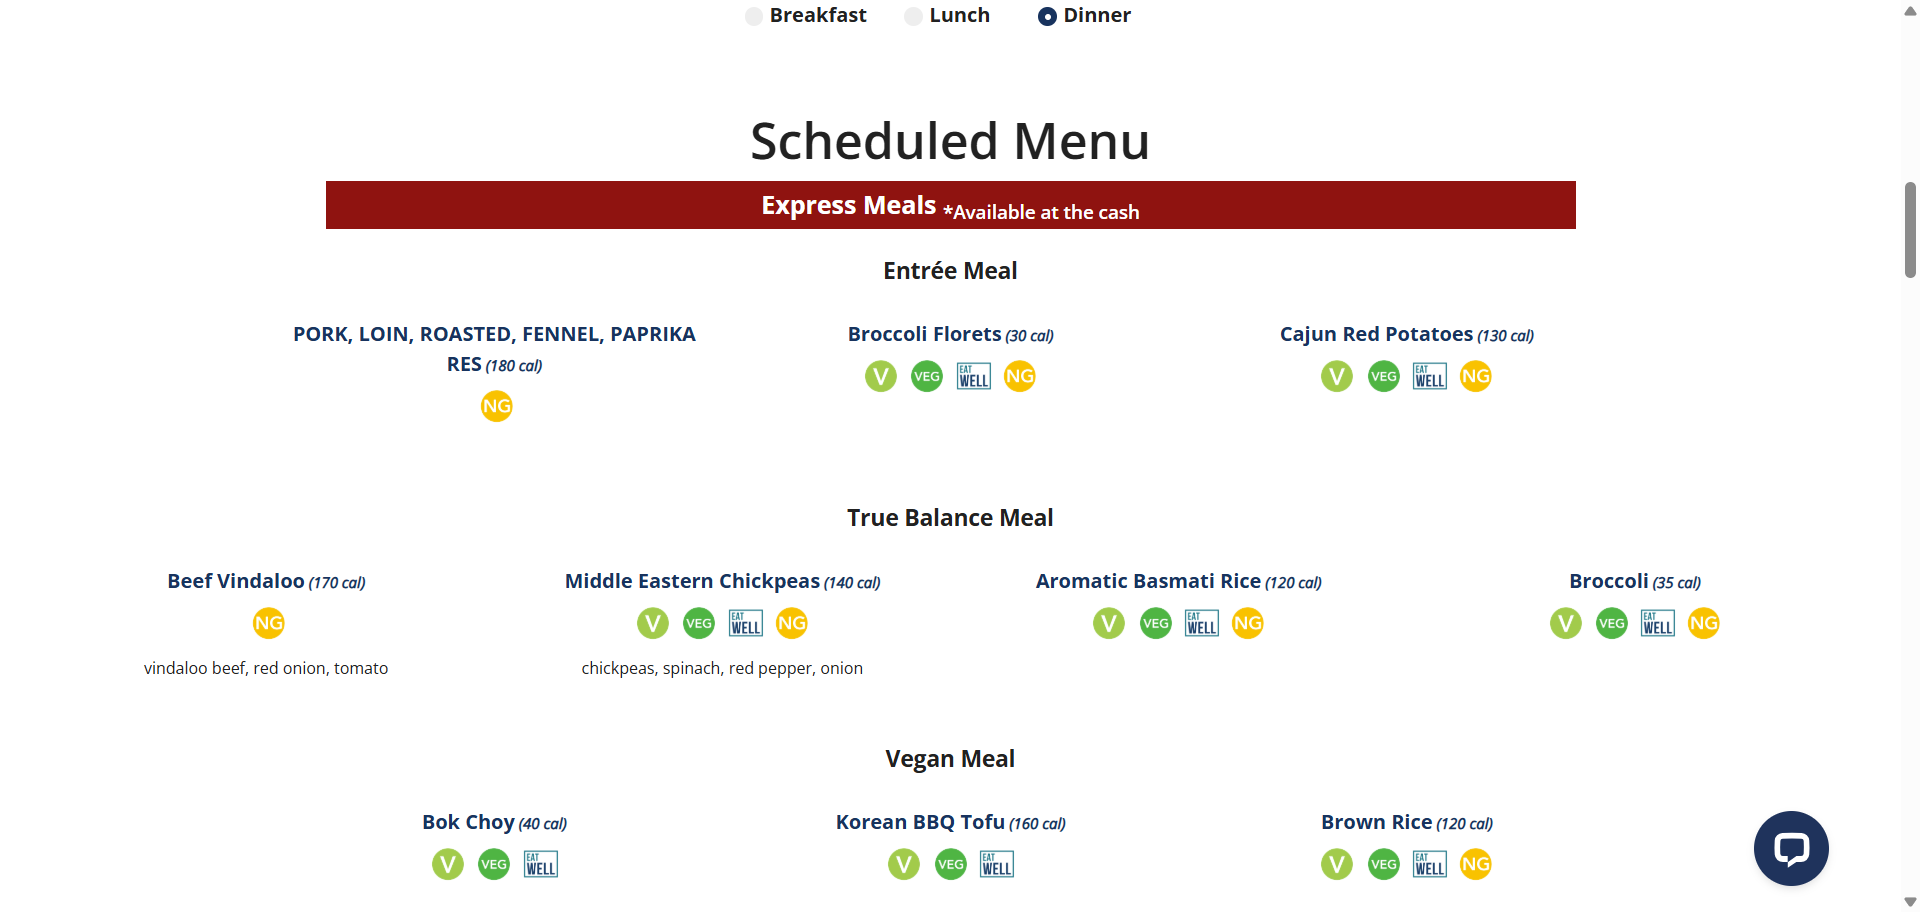 Breakfast Lunch Dinner
Scheduled Menu
Express Meals *Available at the cash
Entrée Meal
PORK, LOIN, ROASTED, FENNEL, PAPRIKA
RES (180 cal)
NG
Broccoli Florets (30 cal)
V VEG EAT WELL NG
Cajun Red Potatoes (130 cal)
V VEG EAT WELL NG
True Balance Meal
Beef Vindaloo (170 cal)
NG
vindaloo beef, red onion, tomato
Middle Eastern Chickpeas (140 cal)
V VEG EAT WELL NG
chickpeas, spinach, red pepper, onion
Aromatic Basmati Rice (120 cal)
V VEG EAT WELL NG
Broccoli (35 cal)
V VEG EAT WELL NG
Vegan Meal
Bok Choy (40 cal)
V VEG EAT WELL
Korean BBQ Tofu (160 cal)
V VEG EAT WELL
Brown Rice (120 cal)
V VEG EAT WELL NG